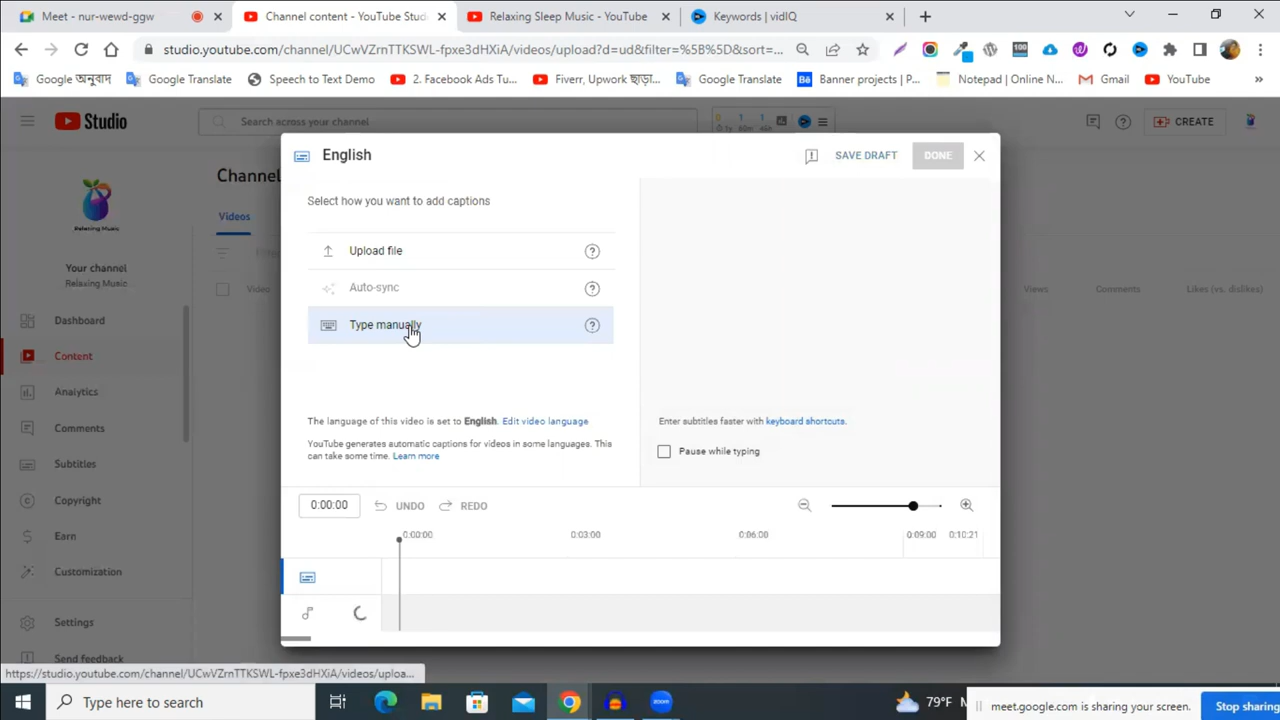 Meet - nur-wewd-ggw
Channel content - YouTube Stud
Relaxing Sleep Music - YouTube
Keywords | vidIQ
studio.youtube.com/channel/UCwVZrnTTKSWL-fpxe3dHXiA/videos/upload?d=ud&filter=%5B%5D&sort=...
100
Google অনুবাদ
Google Translate
Speech to Text Demo
2. Facebook Ads Tu...
Fiverr, Upwork ছাড়া...
Google Translate
Banner projects | P...
Notepad | Online N...
Gmail
YouTube
»
Studio
Search across your channel
CREATE
Relaxing Music
Your channel
Relaxing Music...
Dashboard
Content
Analytics
Comments
Subtitles
Copyright
Earn
Customization
Settings
Send feedback
Chann
Videos
Filter
Video
Views
Comments
Likes (vs. dislikes)
English
SAVE DRAFT
DONE
Select how you want to add captions
Upload file
Auto-sync
Type manually
The language of this video is set to English. Edit video language
YouTube generates automatic captions for videos in some languages. This
can take some time. Learn more
Enter subtitles faster with keyboard shortcuts.
Pause while typing
0:00:00
UNDO
REDO
0:00:00
0:03:00
0:06:00
0:09:00
0:10:21
https://studio.youtube.com/channel/UCwVZrnTTKSWL-fpxe3dHXiA/videos/uploa...
Type here to search
zoom
79°F
meet.google.com is sharing your screen.
Stop sharing